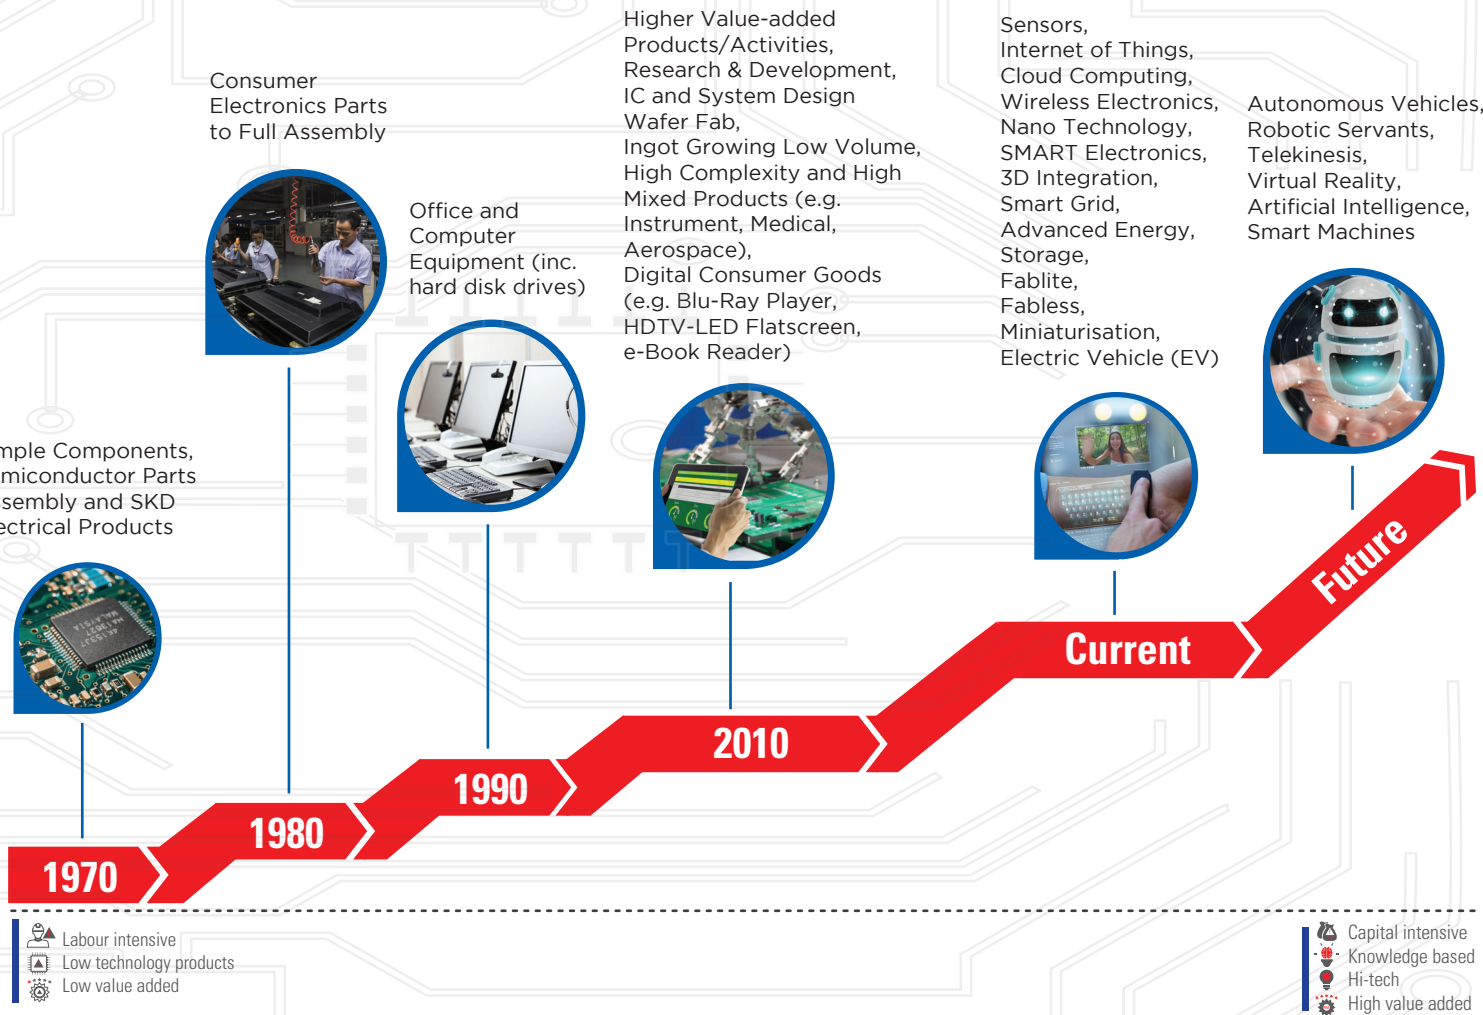 Consumer
Electronics Parts
to Full Assembly
Office and
Computer
Equipment (inc.
hard disk drives)
Higher Value-added
Products/Activities,
Research & Development,
IC and System Design
Wafer Fab,
Ingot Growing Low Volume,
High Complexity and High
Mixed Products (e.g.
Instrument, Medical,
Aerospace),
Digital Consumer Goods
(e.g. Blu-Ray Player,
HDTV-LED Flatscreen,
e-Book Reader)
Sensors,
Internet of Things,
Cloud Computing,
Wireless Electronics,
Nano Technology,
SMART Electronics,
3D Integration,
Smart Grid,
Advanced Energy,
Storage,
Fablite,
Fabless,
Miniaturisation,
Electric Vehicle (EV)
Autonomous Vehicles,
Robotic Servants,
Telekinesis,
Virtual Reality,
Artificial Intelligence,
Smart Machines
mple Components,
miconductor Parts
sembly and SKD
ectrical Products
1970
1980
1990
2010
Current
Future
Labour intensive
Low technology products
Low value added
Capital intensive
Knowledge based
Hi-tech
High value added